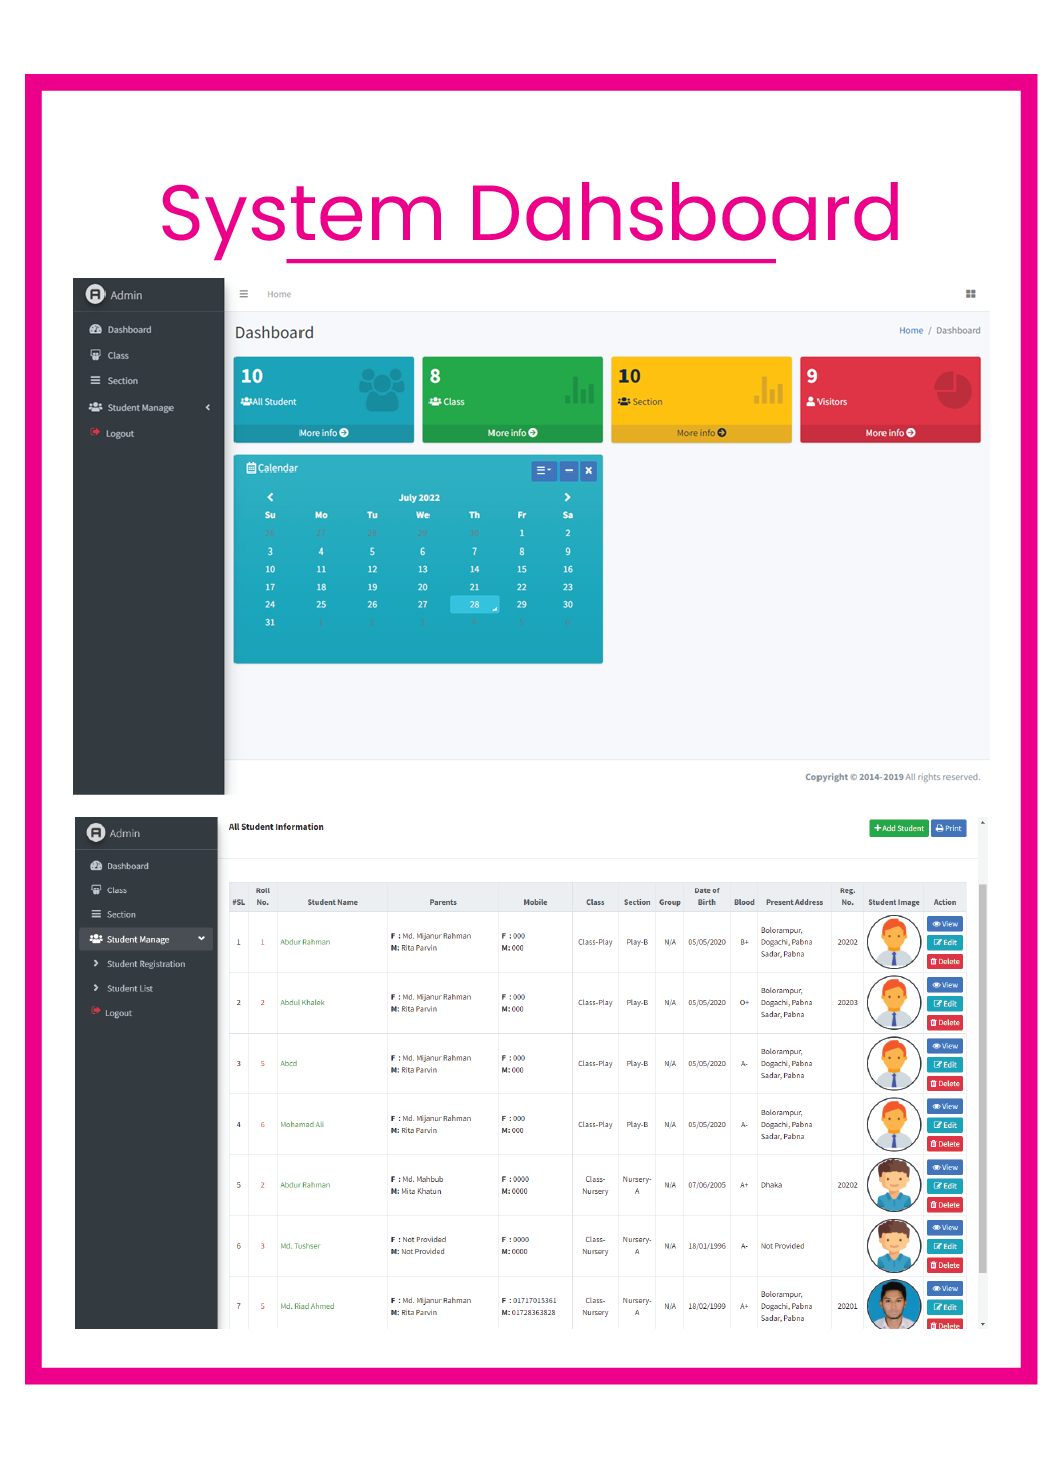 System Dahsboard
Admin
Home
Dashboard
Class
Section
Student Manage
Logout
Dashboard
Home / Dashboard
10
All Student
More info
8
Class
More info
10
Section
More info
9
Visitors
More info
Calendar
July 2022
Su Mo Tu We Th Fr Sa
26 27 28 29 30 1 2
3 4 5 6 7 8 9
10 11 12 13 14 15 16
17 18 19 20 21 22 23
24 25 26 27 28 29 30
31 1 2 3 4 5 6
Copyright © 2014-2019 All rights reserved.
Admin
Dashboard
Class
Section
Student Manage
Student Registration
Student List
Logout
All Student Information
Add Student Print
#SL Roll No. Student Name Parents Mobile Class Section Group Date of Birth Blood Present Address Reg. No. Student Image Action
1 1 Abdur Rahman F : Md. Mijanur Rahman M: Rita Parvin F : 000 M: 000 Class-Play Play-B N/A 05/05/2020 B+ Bolorampur, Dogachi, Pabna Sadar, Pabna 20202 View Edit Delete
2 2 Abdul Khalek F : Md. Mijanur Rahman M: Rita Parvin F : 000 M: 000 Class-Play Play-B N/A 05/05/2020 O+ Bolorampur, Dogachi, Pabna Sadar, Pabna 20203 View Edit Delete
3 5 Abcd F : Md. Mijanur Rahman M: Rita Parvin F : 000 M: 000 Class-Play Play-B N/A 05/05/2020 A- Bolorampur, Dogachi, Pabna Sadar, Pabna View Edit Delete
4 6 Mohamad Ali F : Md. Mijanur Rahman M: Rita Parvin F : 000 M: 000 Class-Play Play-B N/A 05/05/2020 A- Bolorampur, Dogachi, Pabna Sadar, Pabna View Edit Delete
5 2 Abdur Rahman F : Md. Mahbub M: Mita Khatun F : 0000 M: 0000 Class-Nursery Nursery-A N/A 07/06/2005 A+ Dhaka 20202 View Edit Delete
6 3 Md. Tushser F : Not Provided M: Not Provided F : 0000 M: 0000 Class-Nursery Nursery-A N/A 18/01/1996 A- Not Provided View Edit Delete
7 5 Md. Riad Ahmed F : Md. Mijanur Rahman M: Rita Parvin F : 01717015361 M: 01728363828 Class-Nursery Nursery-A N/A 18/02/1999 A+ Bolorampur, Dogachi, Pabna Sadar, Pabna 20201 View Edit Delete